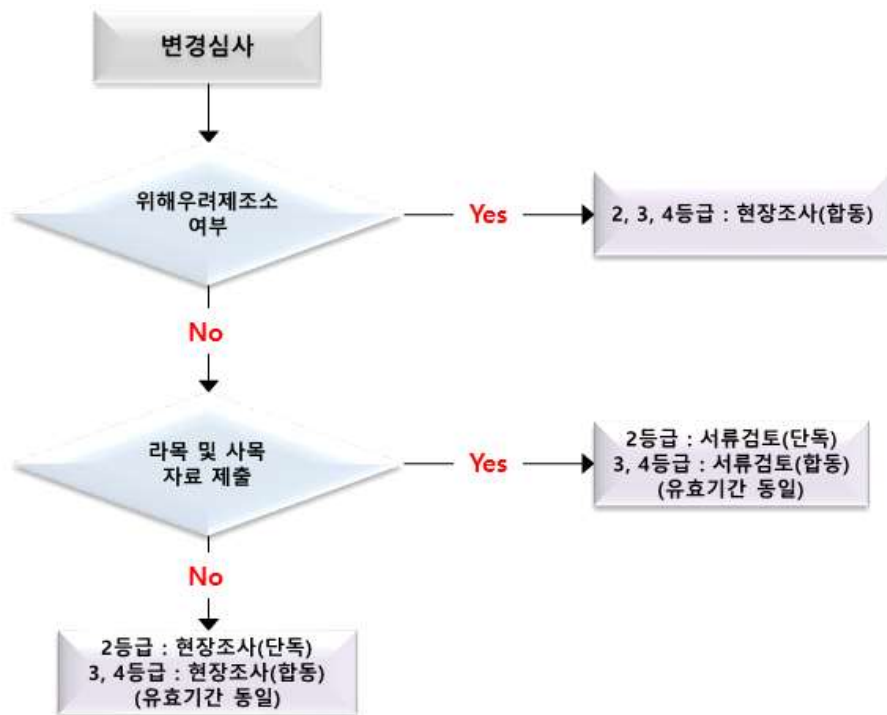 변경심사
위해우려제조소
여부
Yes
2, 3, 4등급 : 현장조사(합동)
No
라목 및 사목
자료 제출
Yes
2등급 : 서류검토(단독)
3, 4등급 : 서류검토(합동)
(유효기간 동일)
No
2등급 : 현장조사(단독)
3, 4등급 : 현장조사(합동)
(유효기간 동일)